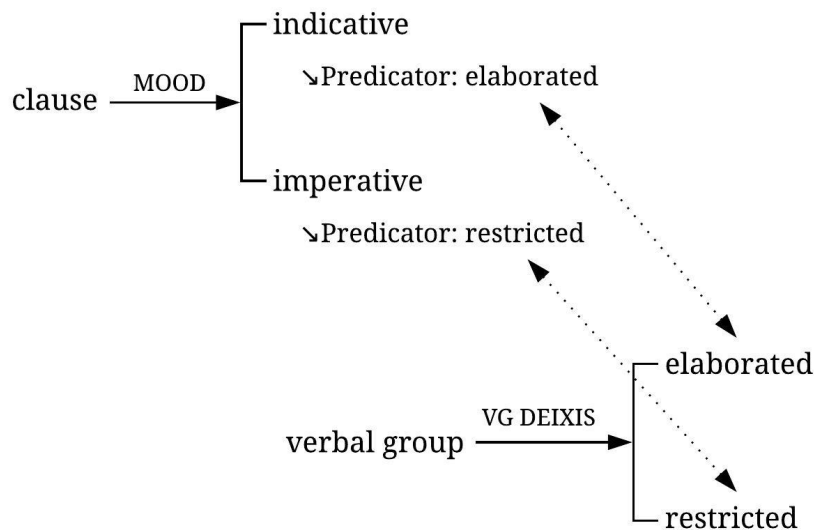 indicative
MOOD
↘Predicator: elaborated
clause
imperative
↘Predicator: restricted
elaborated
VG DEIXIS
verbal group
restricted